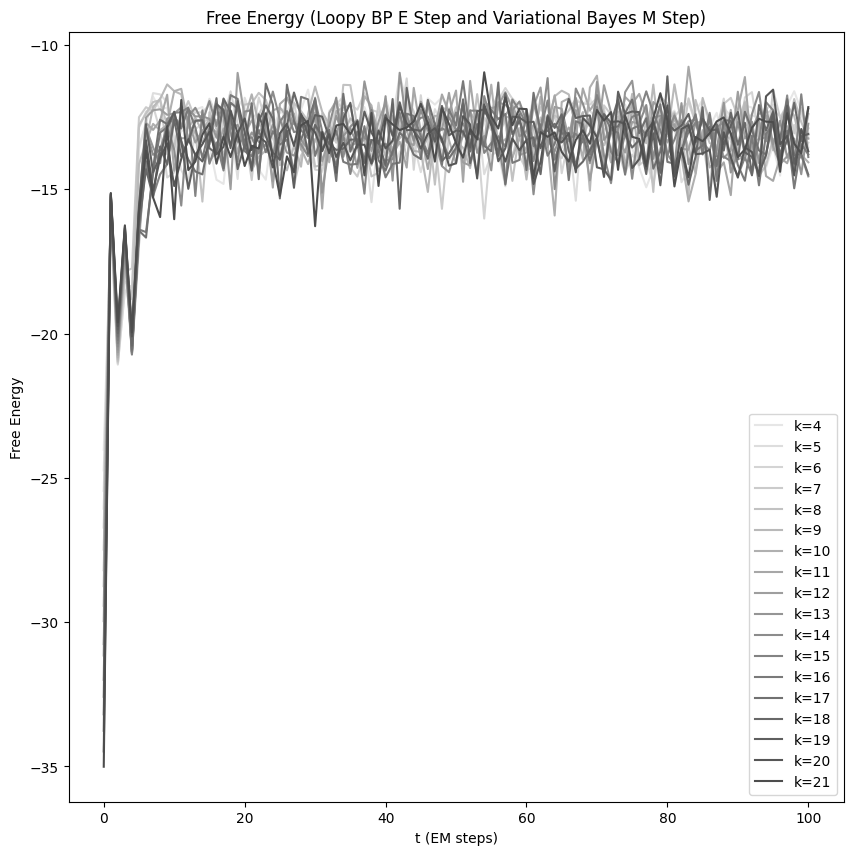 Free Energy (Loopy BP E Step and Variational Bayes M Step)
−10
−15
−20
−25
−30
−35
Free Energy
0 20 40 60 80 100
t (EM steps)
k=4
k=5
k=6
k=7
k=8
k=9
k=10
k=11
k=12
k=13
k=14
k=15
k=16
k=17
k=18
k=19
k=20
k=21